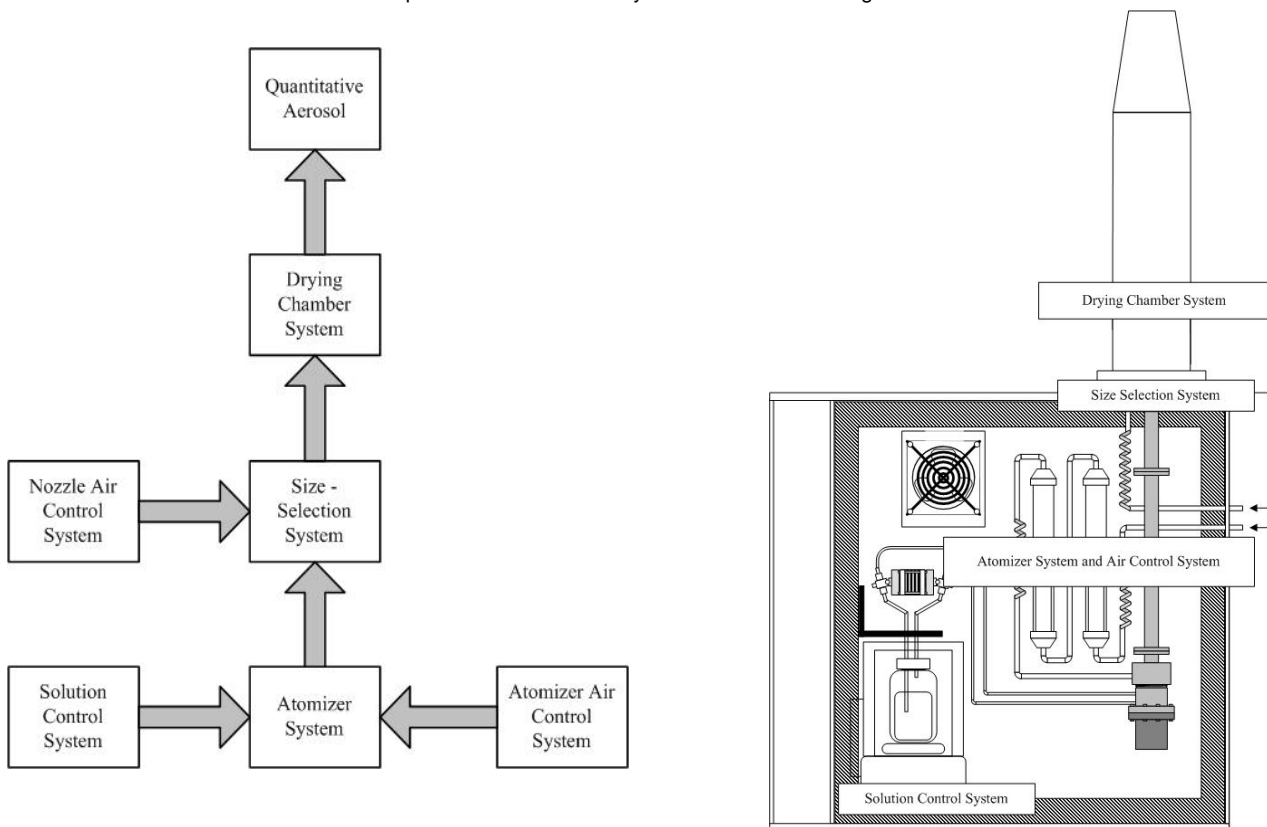 Quantitative
Aerosol
Drying
Chamber
System
Nozzle Air
Control
System
Size -
Selection
System
Solution
Control
System
Atomizer
System
Atomizer Air
Control
System
Drying Chamber System
Size Selection System
Atomizer System and Air Control System
Solution Control System